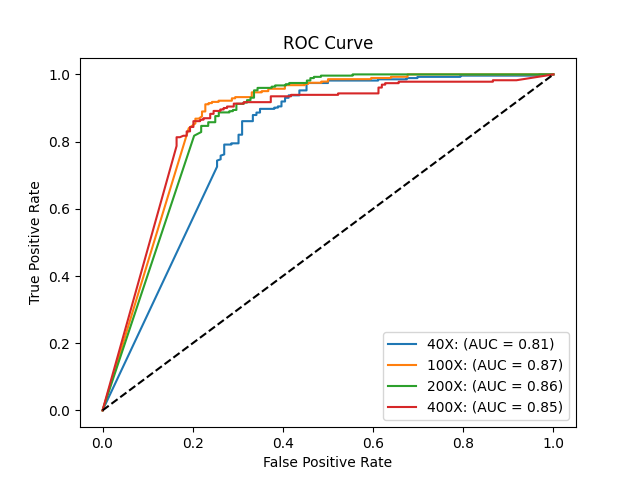 ROC Curve
True Positive Rate
1.0
0.8
0.6
0.4
0.2
0.0
0.0 0.2 0.4 0.6 0.8 1.0
False Positive Rate
40X: (AUC = 0.81)
100X: (AUC = 0.87)
200X: (AUC = 0.86)
400X: (AUC = 0.85)